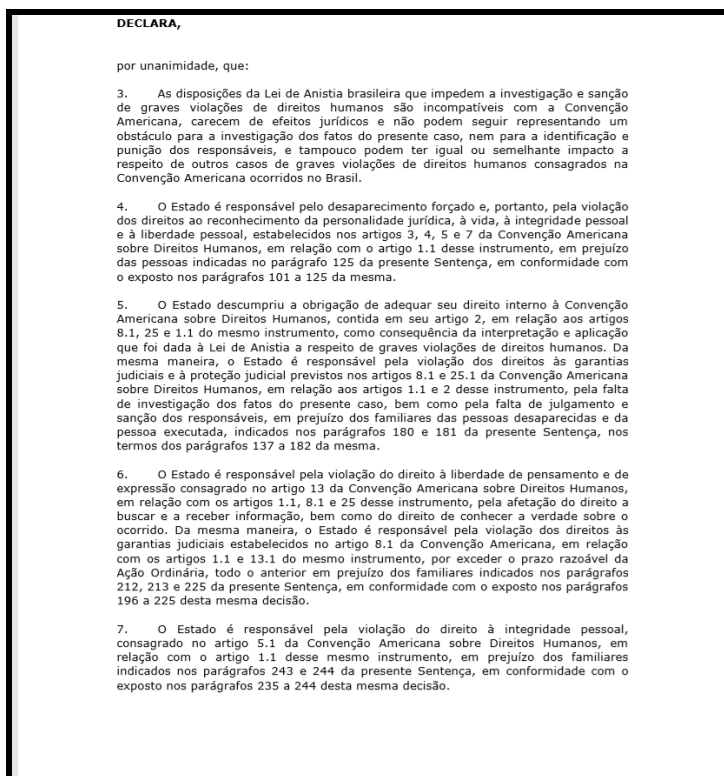 DECLARA,
por unanimidade, que:
3. As disposições da Lei de Anistia brasileira que impedem a investigação e sanção
de graves violações de direitos humanos são incompatíveis com a Convenção
Americana, carecem de efeitos jurídicos e não podem seguir representando um
obstáculo para a investigação dos fatos do presente caso, nem para a identificação e
punição dos responsáveis, e tampouco podem ter igual ou semelhante impacto a
respeito de outros casos de graves violações de direitos humanos consagrados na
Convenção Americana ocorridos no Brasil.
4. O Estado é responsável pelo desaparecimento forçado e, portanto, pela violação
dos direitos ao reconhecimento da personalidade jurídica, à vida, à integridade pessoal
e à liberdade pessoal, estabelecidos nos artigos 3, 4, 5 e 7 da Convenção Americana
sobre Direitos Humanos, em relação com o artigo 1.1 desse instrumento, em prejuízo
das pessoas indicadas no parágrafo 125 da presente Sentença, em conformidade com
o exposto nos parágrafos 101 a 125 da mesma.
5. O Estado descumpriu a obrigação de adequar seu direito interno à Convenção
Americana sobre Direitos Humanos, contida em seu artigo 2, em relação aos artigos
8.1, 25 e 1.1 do mesmo instrumento, como consequência da interpretação e aplicação
que foi dada à Lei de Anistia a respeito de graves violações de direitos humanos. Da
mesma maneira, o Estado é responsável pela violação dos direitos às garantias
judiciais e à proteção judicial previstos nos artigos 8.1 e 25.1 da Convenção Americana
sobre Direitos Humanos, em relação aos artigos 1.1 e 2 desse instrumento, pela falta
de investigação dos fatos do presente caso, bem como pela falta de julgamento e
sanção dos responsáveis, em prejuízo dos familiares das pessoas desaparecidas e da
pessoa executada, indicados nos parágrafos 180 e 181 da presente Sentença, nos
termos dos parágrafos 137 a 182 da mesma.
6. O Estado é responsável pela violação do direito à liberdade de pensamento e de
expressão consagrado no artigo 13 da Convenção Americana sobre Direitos Humanos,
em relação com os artigos 1.1, 8.1 e 25 desse instrumento, pela afetação do direito a
buscar e a receber informação, bem como do direito de conhecer a verdade sobre o
ocorrido. Da mesma maneira, o Estado é responsável pela violação dos direitos às
garantias judiciais estabelecidos no artigo 8.1 da Convenção Americana, em relação
com os artigos 1.1 e 13.1 do mesmo instrumento, por exceder o prazo razoável da
Ação Ordinária, todo o anterior em prejuízo dos familiares indicados nos parágrafos
212, 213 e 225 da presente Sentença, em conformidade com o exposto nos parágrafos
196 a 225 desta mesma decisão.
7. O Estado é responsável pela violação do direito à integridade pessoal,
consagrado no artigo 5.1 da Convenção Americana sobre Direitos Humanos, em
relação com o artigo 1.1 desse mesmo instrumento, em prejuízo dos familiares
indicados nos parágrafos 243 e 244 da presente Sentença, em conformidade com o
exposto nos parágrafos 235 a 244 desta mesma decisão.